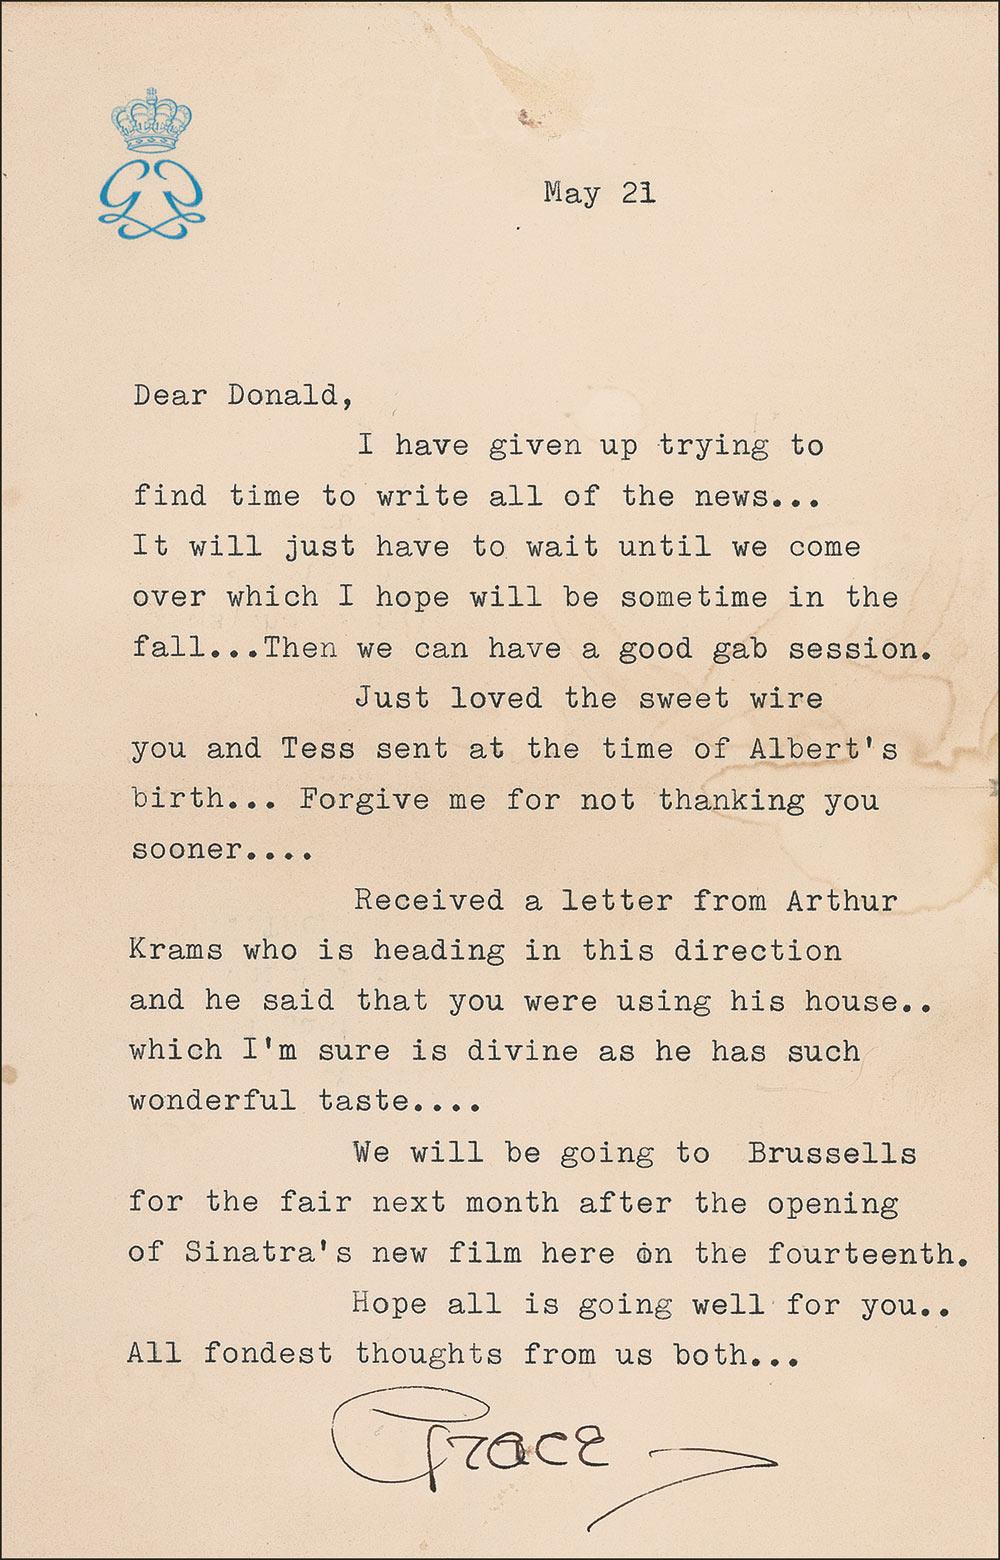 May 21
Dear Donald,
I have given up trying to
find time to write all of the news...
It will just have to wait until we come
over which I hope will be sometime in the
fall...Then we can have a good gab session.
Just loved the sweet wire
you and Tess sent at the time of Albert's
birth... Forgive me for not thanking you
sooner....
Received a letter from Arthur
Krams who is heading in this direction
and he said that you were using his house..
which I'm sure is divine as he has such
wonderful taste....
We will be going to  Brussells
for the fair next month after the opening
of Sinatra's new film here on the fourteenth.
Hope all is going well for you..
All fondest thoughts from us both...
Grace